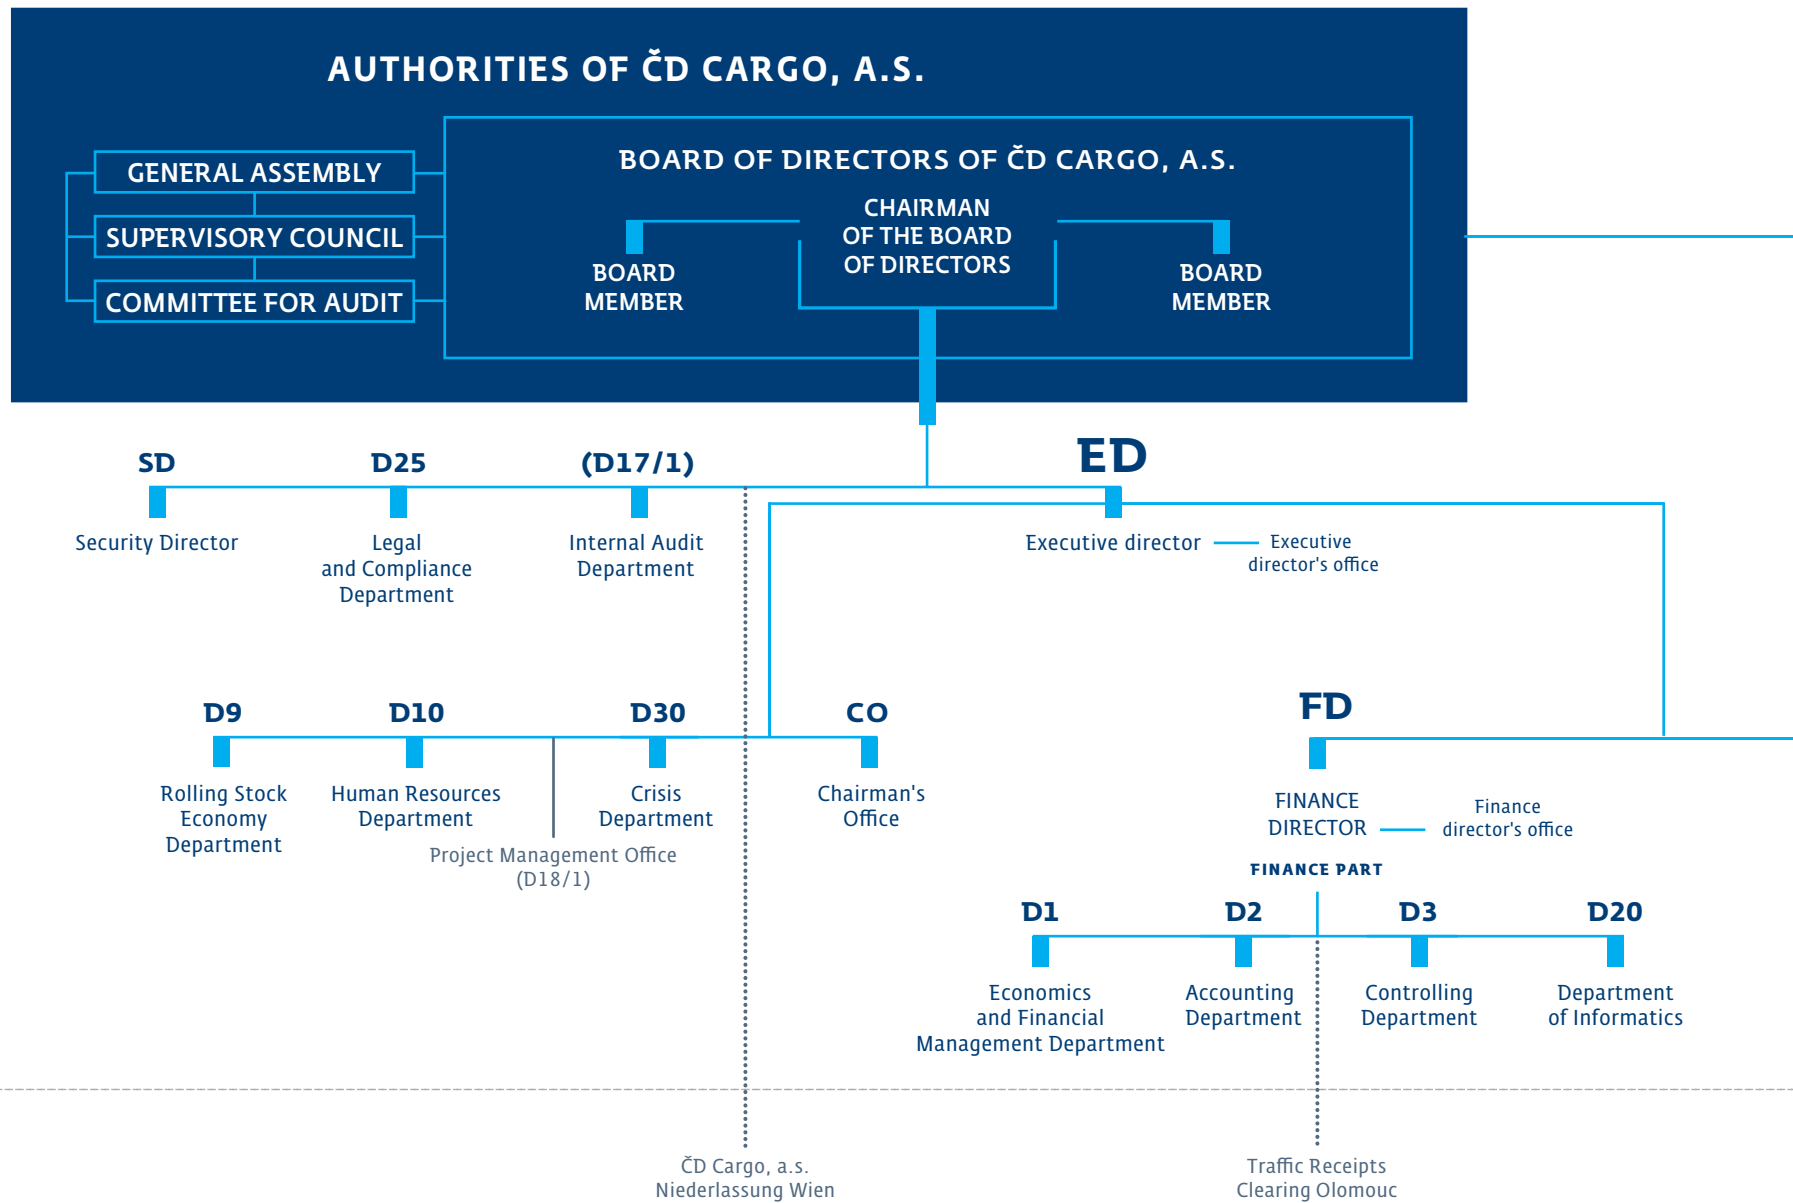 AUTHORITIES OF ČD CARGO, A.S.
GENERAL ASSEMBLY
SUPERVISORY COUNCIL
COMMITTEE FOR AUDIT
BOARD OF DIRECTORS OF ČD CARGO, A.S.
CHAIRMAN
OF THE BOARD
OF DIRECTORS
BOARD
MEMBER
BOARD
MEMBER
SD
Security Director
D25
Legal
and Compliance
Department
(D17/1)
Internal Audit
Department
ED
Executive director
Executive
director's office
D9
Rolling Stock
Economy
Department
D10
Human Resources
Department
Project Management Office
(D18/1)
D30
Crisis
Department
CO
Chairman's
Office
FD
FINANCE
DIRECTOR
Finance
director's office
FINANCE PART
D1
Economics
and Financial
Management Department
D2
Accounting
Department
D3
Controlling
Department
D20
Department
of Informatics
ČD Cargo, a.s.
Niederlassung Wien
Traffic Receipts
Clearing Olomouc